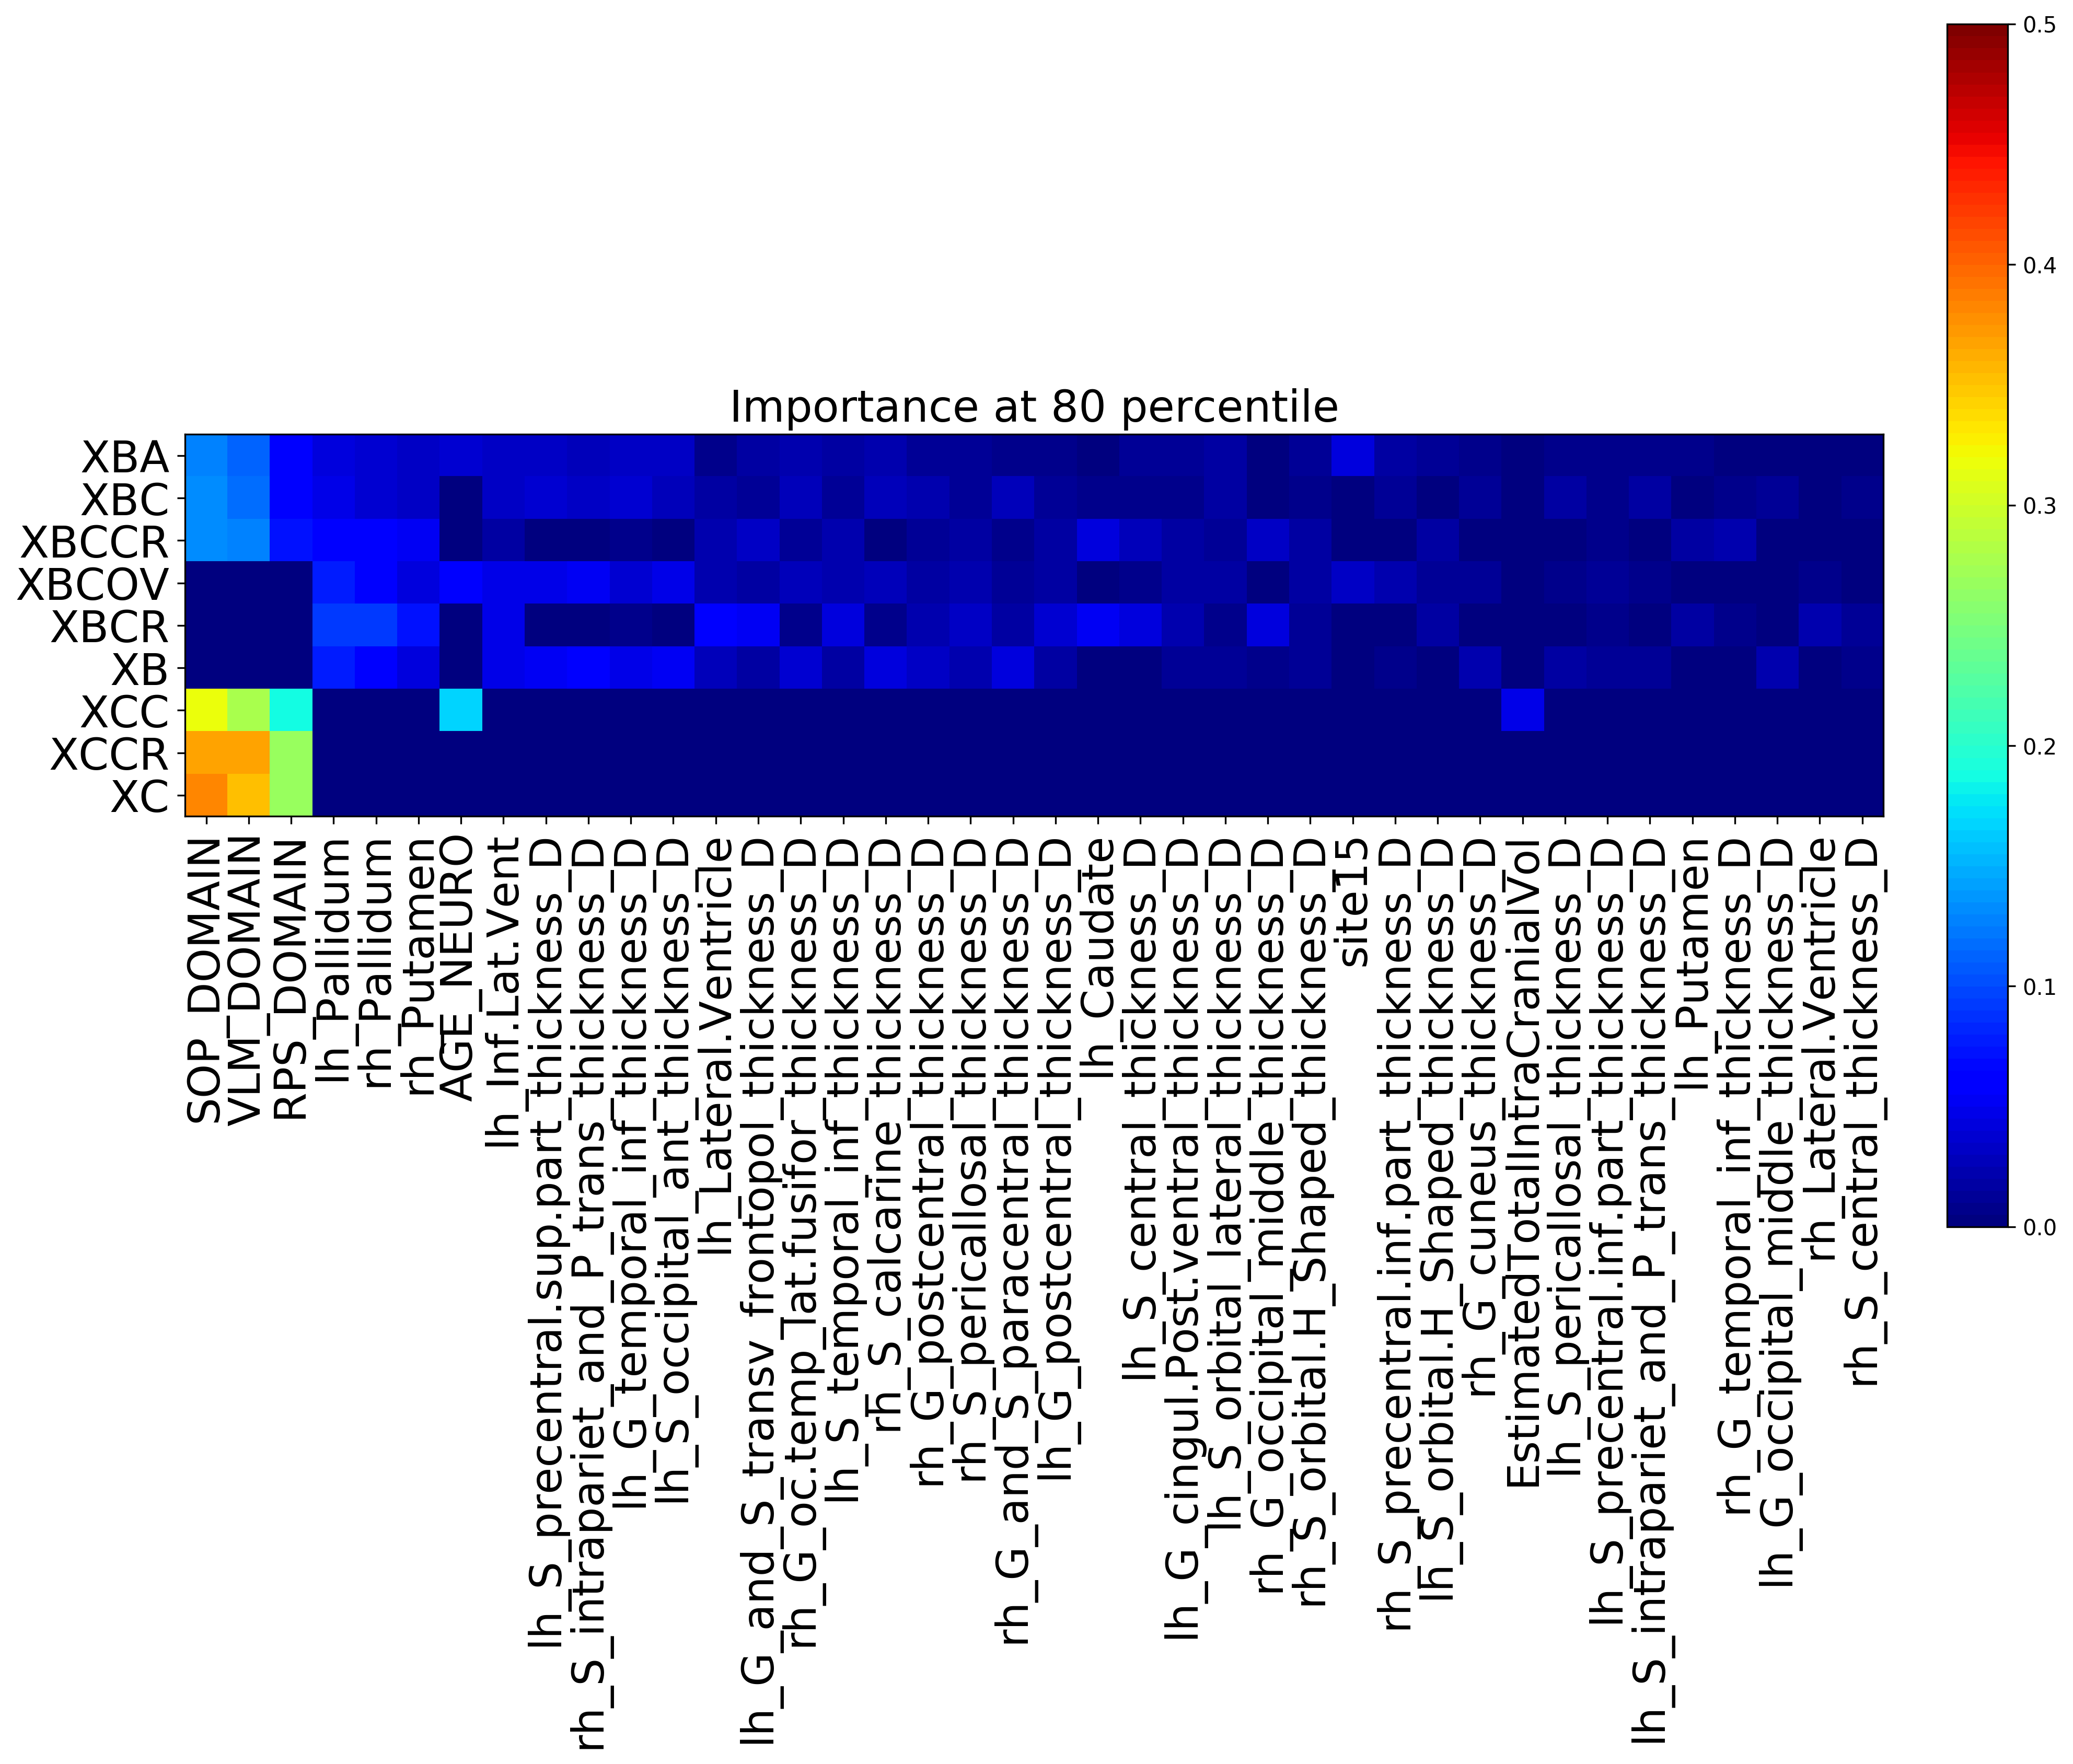 Importance at 80 percentile
XBA
XBC
XBCCR
XBCOV
XBCR
XB
XCC
XCCR
XC
SOP_DOMAIN
VLM_DOMAIN
RPS_DOMAIN
lh_Pallidum
rh_Pallidum
rh_Putamen
AGE_NEURO
lh_Inf.Lat.Vent
lh_S_precentral.sup.part_thickness_D
rh_S_intrapariet_and_P_trans_thickness_D
lh_G_temporal_inf_thickness_D
lh_S_occipital_ant_thickness_D
lh_Lateral.Ventricle
lh_G_and_S_transv_frontopol_thickness_D
rh_G_oc.temp_lat.fusifor_thickness_D
lh_S_temporal_inf_thickness_D
rh_S_calcarine_thickness_D
rh_G_postcentral_thickness_D
rh_S_pericallosal_thickness_D
rh_G_and_S_paracentral_thickness_D
lh_G_postcentral_thickness_D
lh_Caudate
lh_S_central_thickness_D
lh_G_cingul.Post.ventral_thickness_D
lh_S_orbital_lateral_thickness_D
rh_G_occipital_middle_thickness_D
rh_S_orbital.H_Shaped_thickness_D
site15
rh_S_precentral.inf.part_thickness_D
lh_S_orbital.H_Shaped_thickness_D
rh_G_cuneus_thickness_D
EstimatedTotalIntraCranialVol
lh_S_pericallosal_thickness_D
lh_S_precentral.inf.part_thickness_D
lh_S_intrapariet_and_P_trans_thickness_D
lh_Putamen
rh_G_temporal_inf_thickness_D
lh_G_occipital_middle_thickness_D
rh_Lateral.Ventricle
rh_S_central_thickness_D
0.5
0.4
0.3
0.2
0.1
0.0